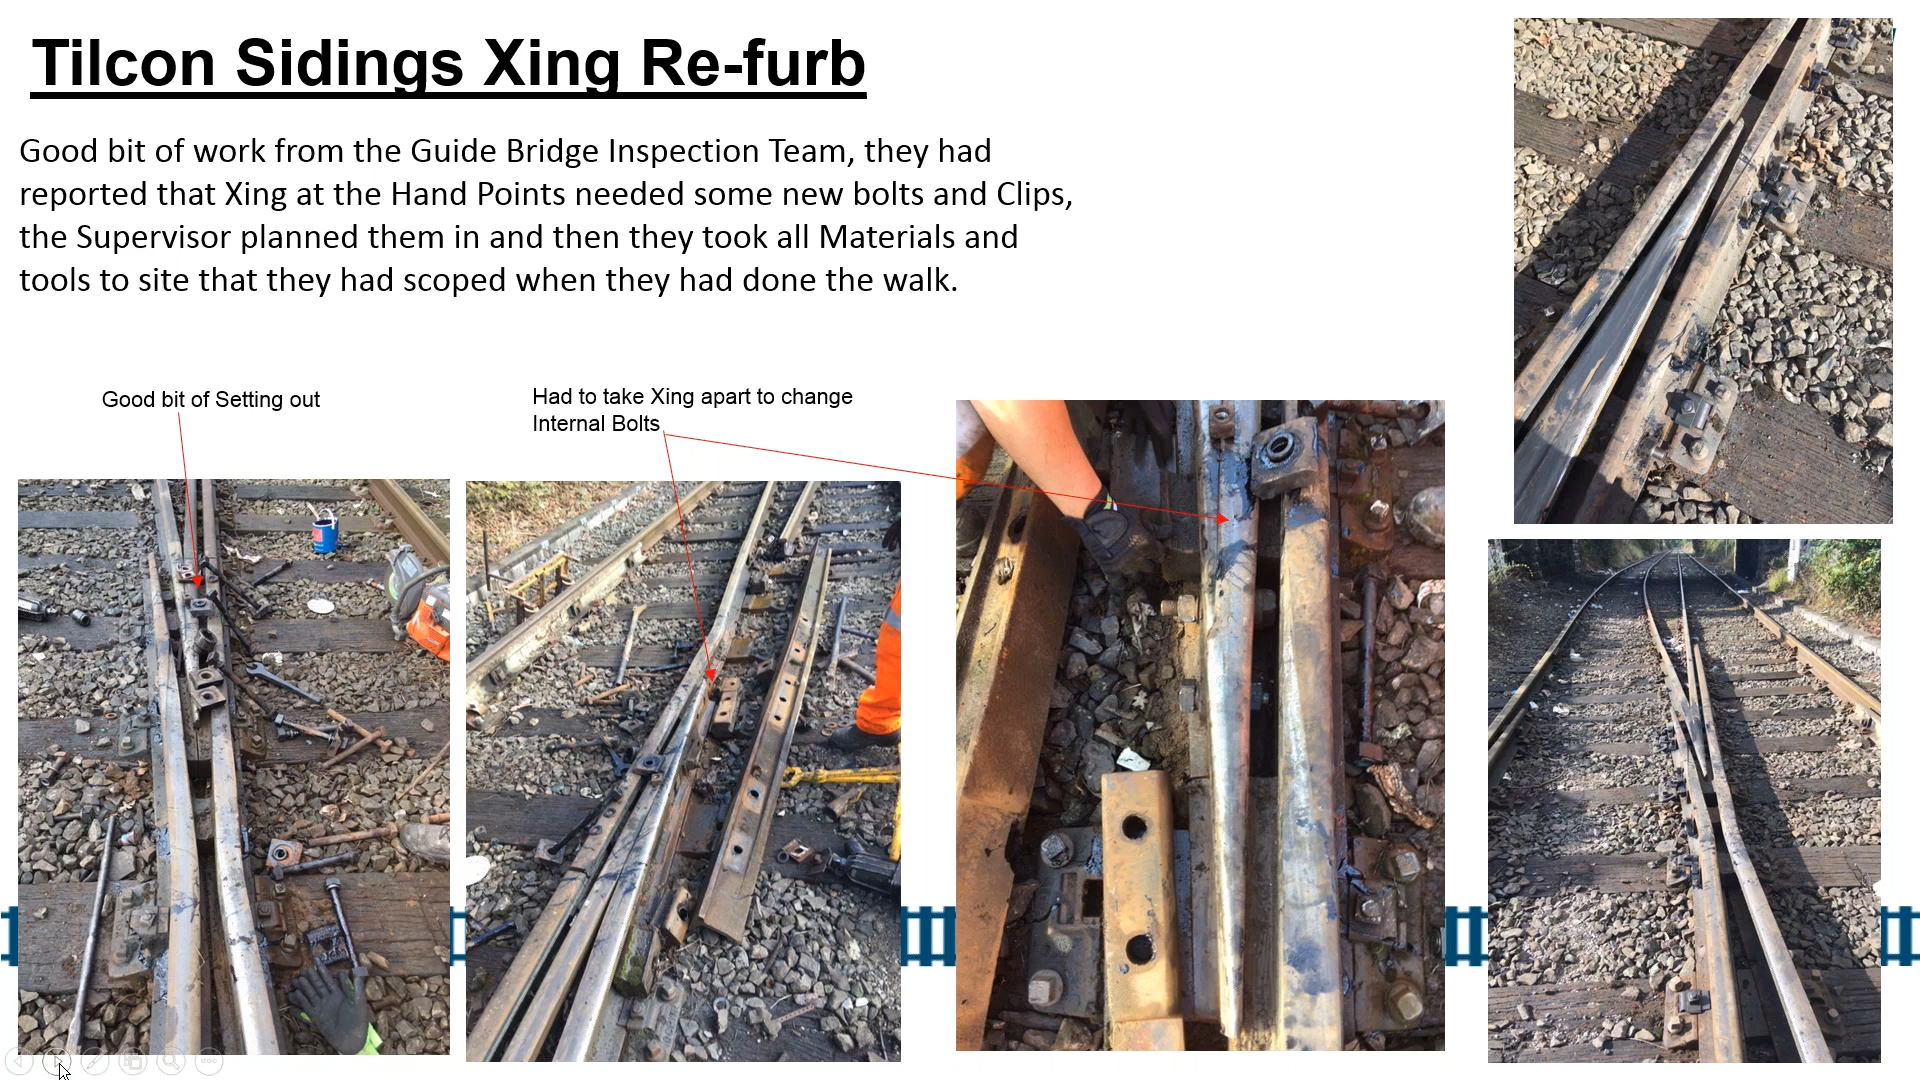 Tilcon Sidings Xing Re-furb
Good bit of work from the Guide Bridge Inspection Team, they had
reported that Xing at the Hand Points needed some new bolts and Clips,
the Supervisor planned them in and then they took all Materials and
tools to site that they had scoped when they had done the walk.
Good bit of Setting out
Had to take Xing apart to change
Internal Bolts